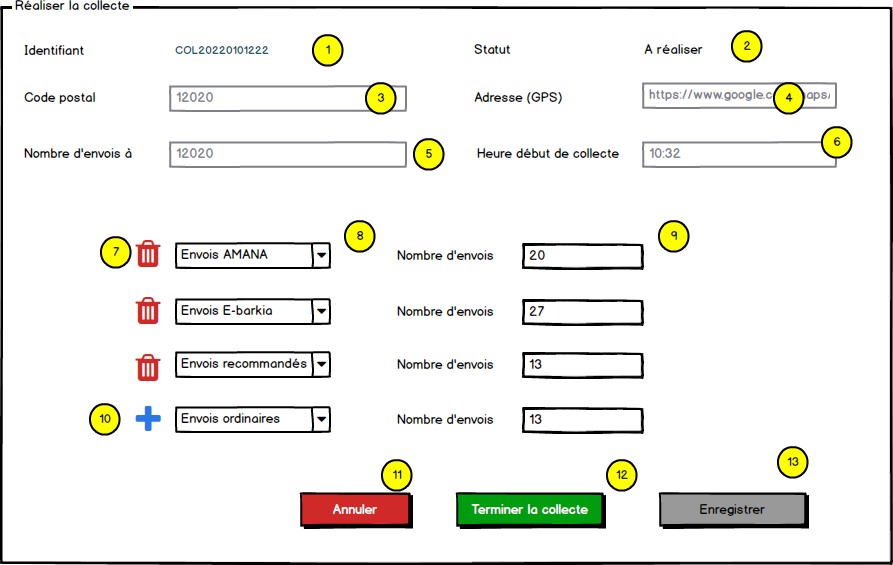 Réaliser la collecte
Identifiant COL20220101222 1 Statut A réaliser 2
Code postal 12020 3 Adresse (GPS) https://www.google.c 4 aps/
Nombre d'envois à 12020 5 Heure début de collecte 10:32 6
7 Envois AMANA 8 Nombre d'envois 20 9
Envois E-barkia Nombre d'envois 27
Envois recommandés Nombre d'envois 13
10 Envois ordinaires Nombre d'envois 13
11 12 13
Annuler Terminer la collecte Enregistrer